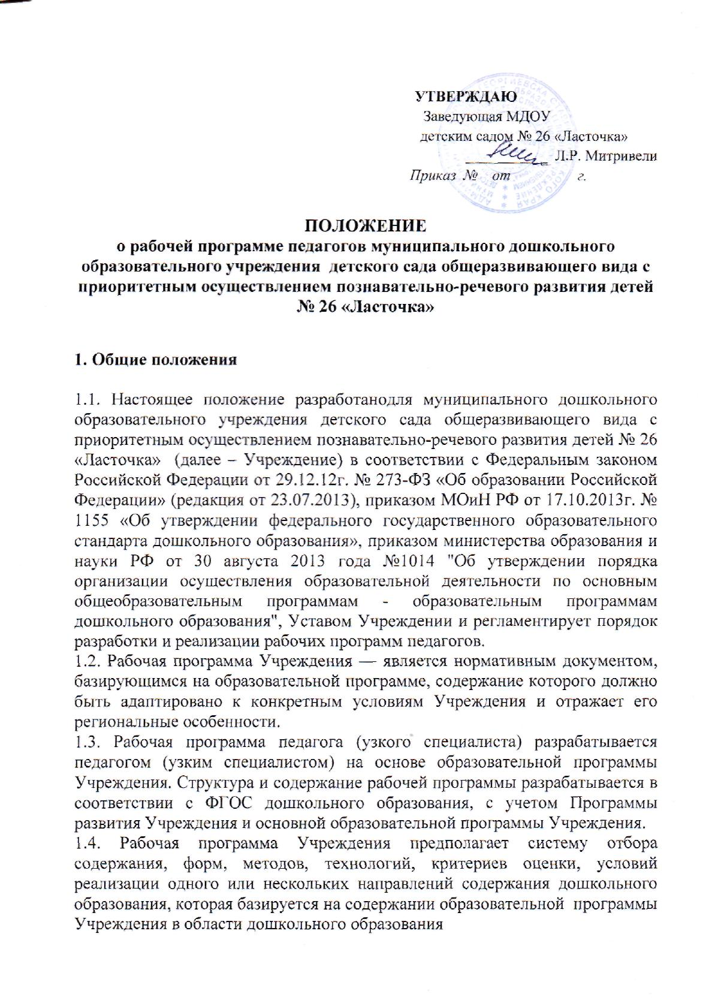 УТВЕРЖДАЮ
Заведующая МДОУ
детским садом № 26 «Ласточка»
Л.Р. Митривели
Приказ № от г.
ПОЛОЖЕНИЕ
о рабочей программе педагогов муниципального дошкольного
образовательного учреждения детского сада общеразвивающего вида с
приоритетным осуществлением познавательно-речевого развития детей
№ 26 «Ласточка»
1. Общие положения
1.1. Настоящее положение разработанодля муниципального дошкольного
образовательного учреждения детского сада общеразвивающего вида с
приоритетным осуществлением познавательно-речевого развития детей № 26
«Ласточка» (далее – Учреждение) в соответствии с Федеральным законом
Российской Федерации от 29.12.12г. № 273-ФЗ «Об образовании Российской
Федерации» (редакция от 23.07.2013), приказом МОиН РФ от 17.10.2013г. №
1155 «Об утверждении федерального государственного образовательного
стандарта дошкольного образования», приказом министерства образования и
науки РФ от 30 августа 2013 года №1014 "Об утверждении порядка
организации осуществления образовательной деятельности по основным
общеобразовательным программам - образовательным программам
дошкольного образования", Уставом Учреждении и регламентирует порядок
разработки и реализации рабочих программ педагогов.
1.2. Рабочая программа Учреждения — является нормативным документом,
базирующимся на образовательной программе, содержание которого должно
быть адаптировано к конкретным условиям Учреждения и отражает его
региональные особенности.
1.3. Рабочая программа педагога (узкого специалиста) разрабатывается
педагогом (узким специалистом) на основе образовательной программы
Учреждения. Структура и содержание рабочей программы разрабатывается в
соответствии с ФГОС дошкольного образования, с учетом Программы
развития Учреждения и основной образовательной программы Учреждения.
1.4. Рабочая программа Учреждения предполагает систему отбора
содержания, форм, методов, технологий, критериев оценки, условий
реализации одного или нескольких направлений содержания дошкольного
образования, которая базируется на содержании образовательной программы
Учреждения в области дошкольного образования